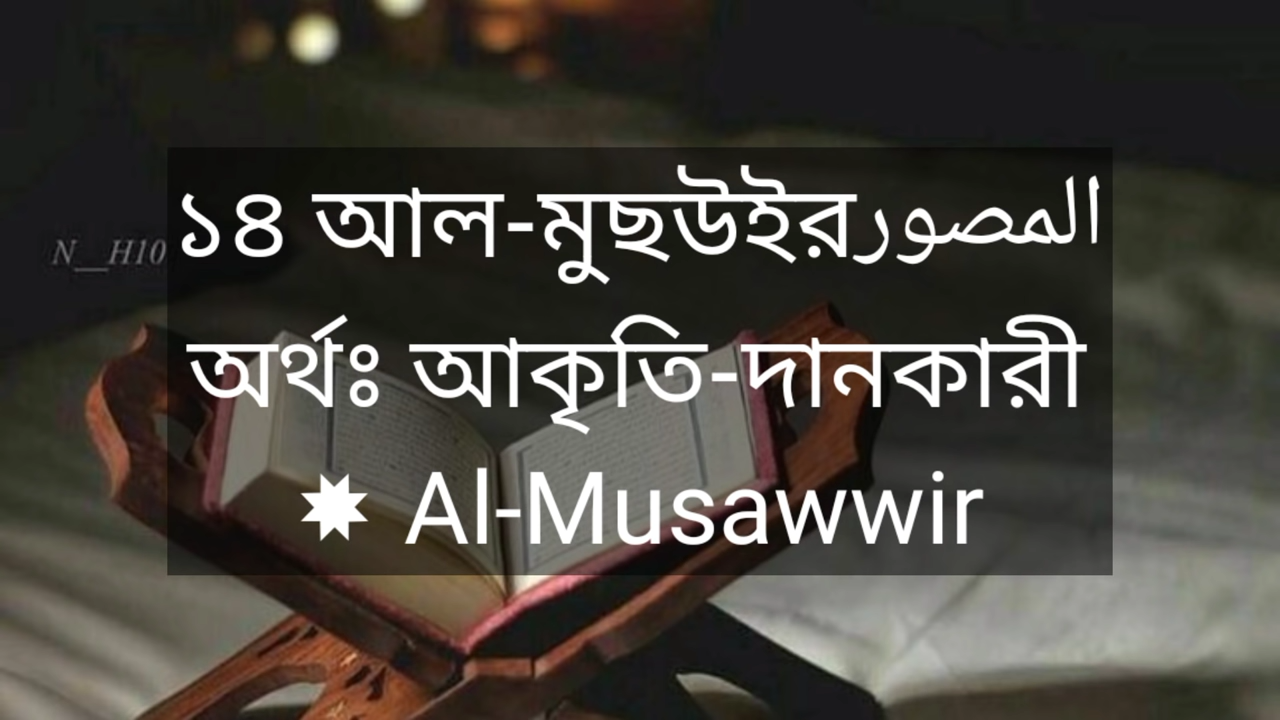 ১৪ আল-মুছউইরالمصور
অর্থঃ আকৃতি-দানকারী
✸ Al-Musawwir
N__H10